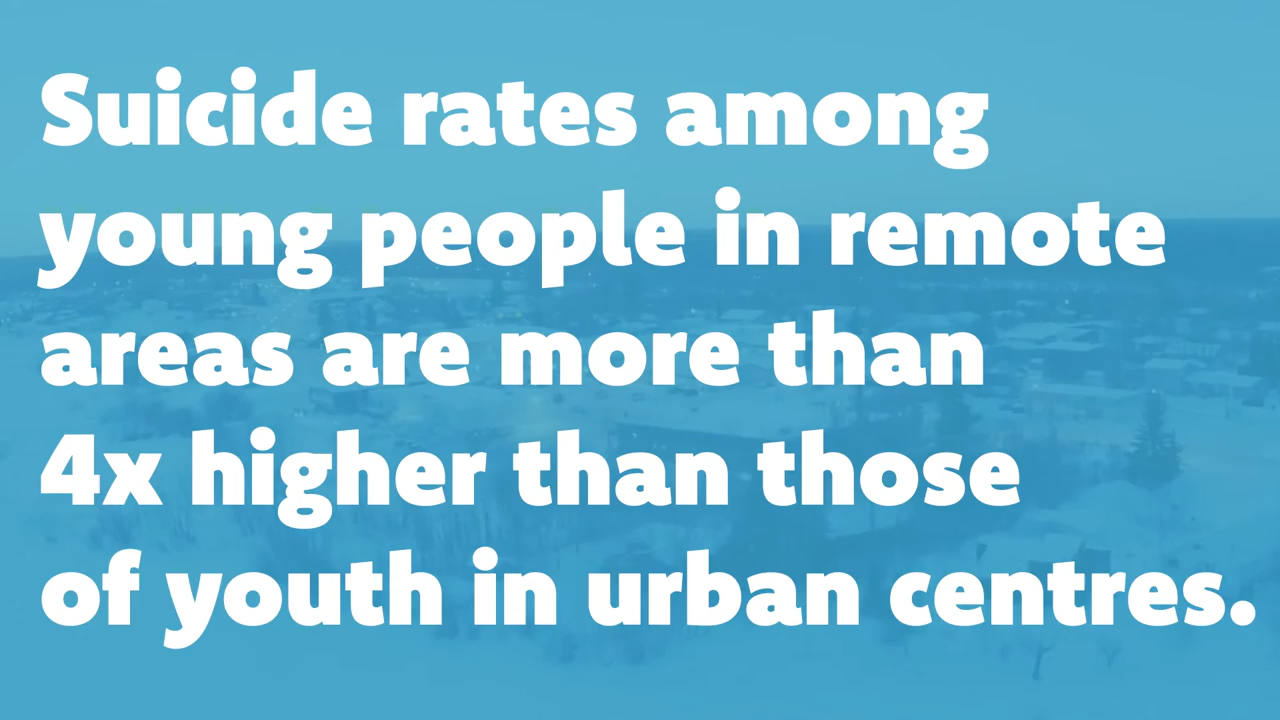 Suicide rates among
young people in remote
areas are more than
4x higher than those
of youth in urban centres.